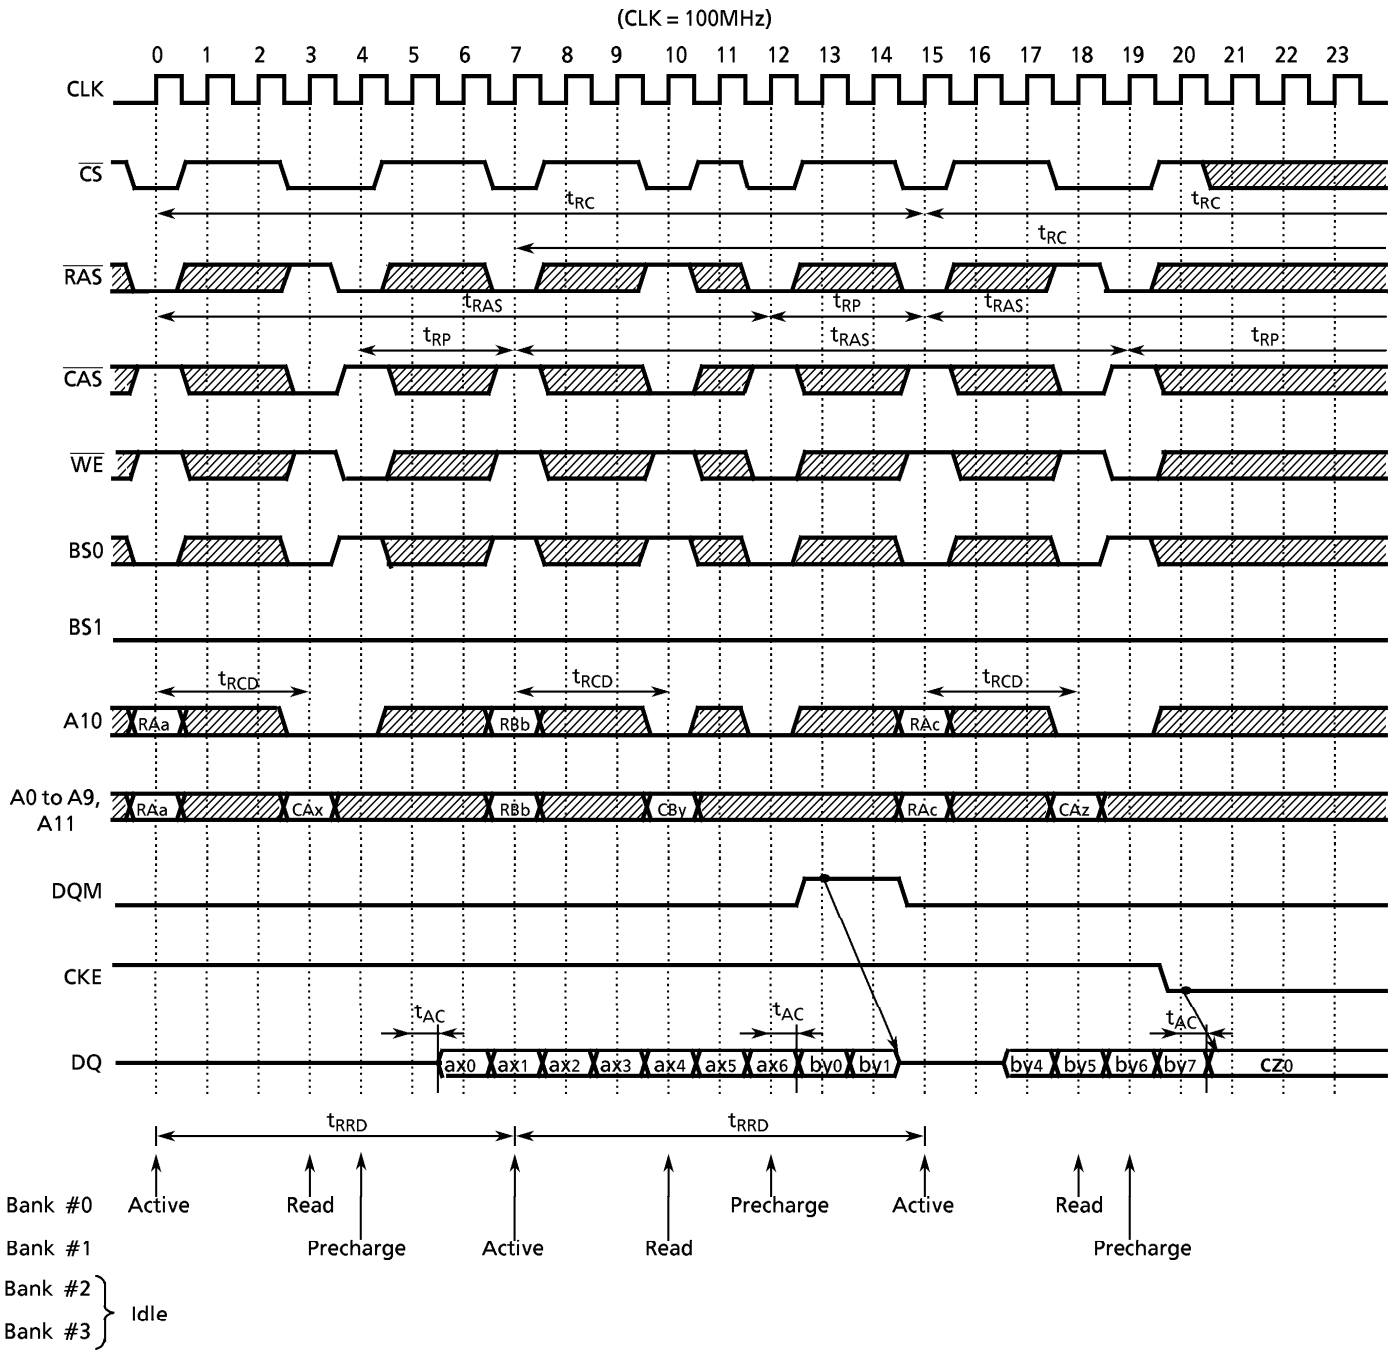 (CLK = 100MHz)
0 1 2 3 4 5 6 7 8 9 10 11 12 13 14 15 16 17 18 19 20 21 22 23
CLK
CS
tRC tRC
tRC
RAS
tRAS tRP tRAS
tRP tRAS tRP
CAS
WE
BS0
BS1
tRCD tRCD tRCD
A10 RAa RBb RAc
A0 to A9,
A11
RAa CAx RBb CBy RAc CAz
DQM
CKE
tAC tAC tAC
DQ ax0 ax1 ax2 ax3 ax4 ax5 ax6 by0 by1 by4 by5 by6 by7 CZ0
tRRD tRRD
Bank #0 Active Read Precharge Active Read
Bank #1 Precharge Active Read Precharge
Bank #2
Idle
Bank #3